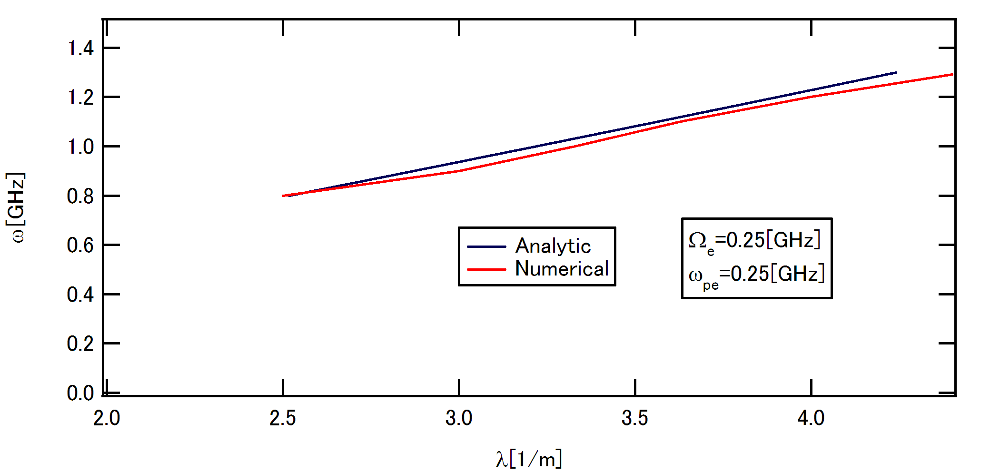 1.4
1.2
1.0
0.8
0.6
0.4
0.2
0.0
ω[GHz]
Analytic
Numerical
Ωe=0.25[GHz]
ωpe=0.25[GHz]
2.0 2.5 3.0 3.5 4.0
λ[1/m]